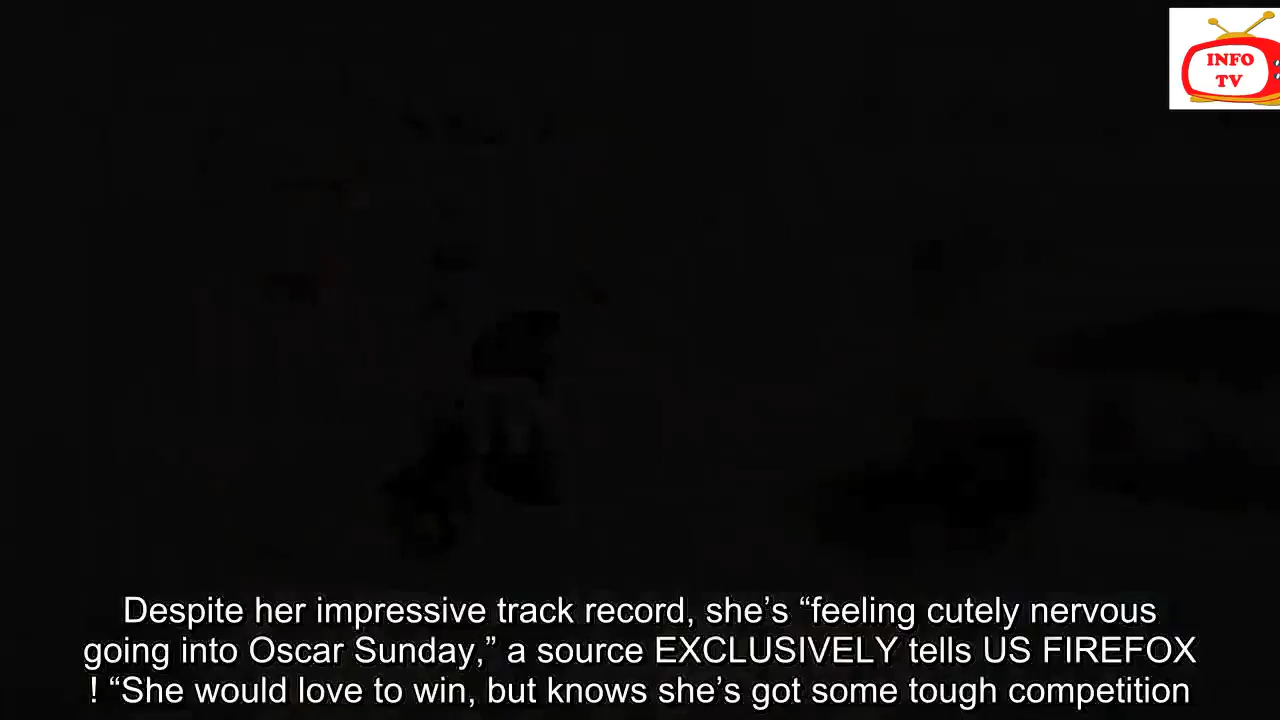 INFO
TV
Despite her impressive track record, she’s “feeling cutely nervous
going into Oscar Sunday,” a source EXCLUSIVELY tells US FIREFOX
! “She would love to win, but knows she’s got some tough competition